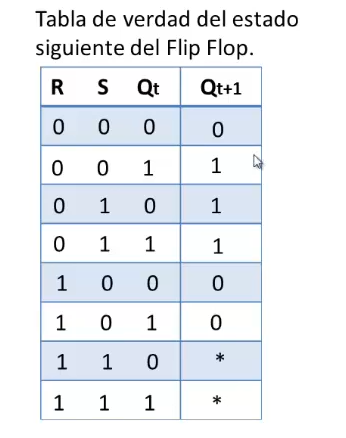 Tabla de verdad del estado
siguiente del Flip Flop.
R S Qt Qt+1
0 0 0 0
0 0 1 1
0 1 0 1
0 1 1 1
1 0 0 0
1 0 1 0
1 1 0 *
1 1 1 *